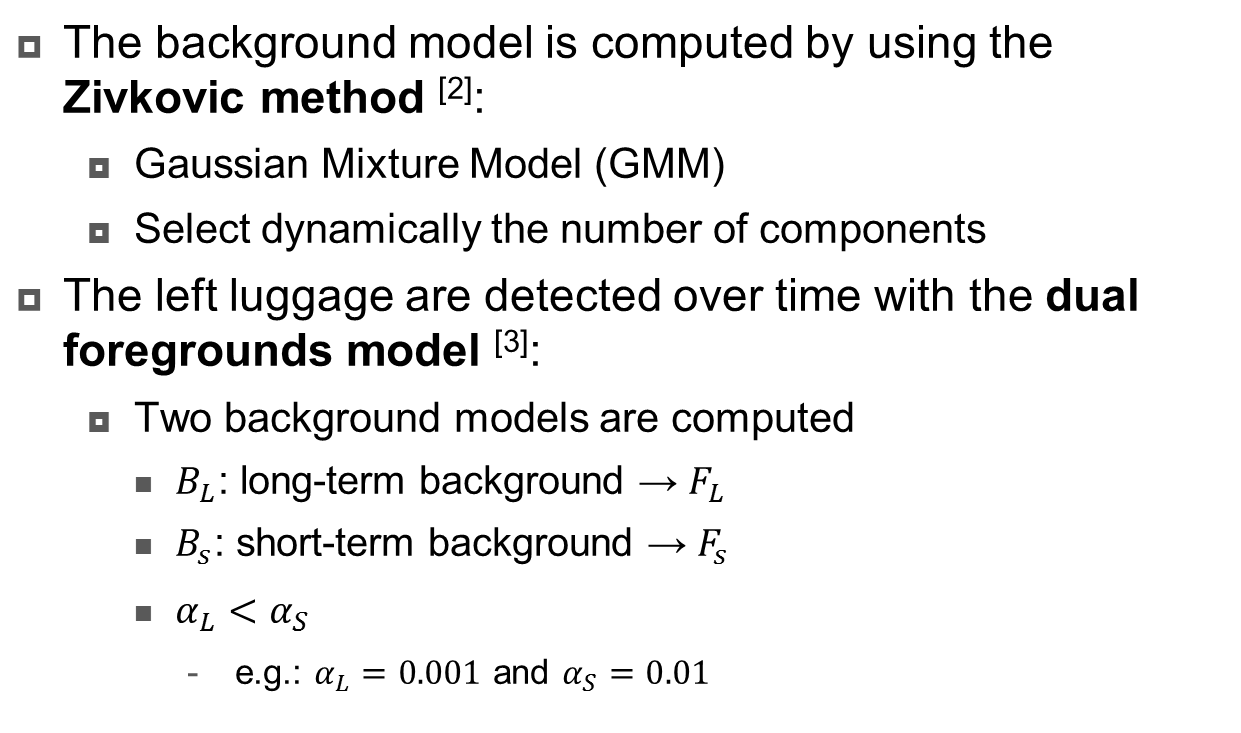 The background model is computed by using the
Zivkovic method [2]:
Gaussian Mixture Model (GMM)
Select dynamically the number of components
The left luggage are detected over time with the dual
foregrounds model [3]:
Two background models are computed
B_L: long-term background → F_L
B_s: short-term background → F_s
α_L < α_S
- e.g.: α_L = 0.001 and α_S = 0.01